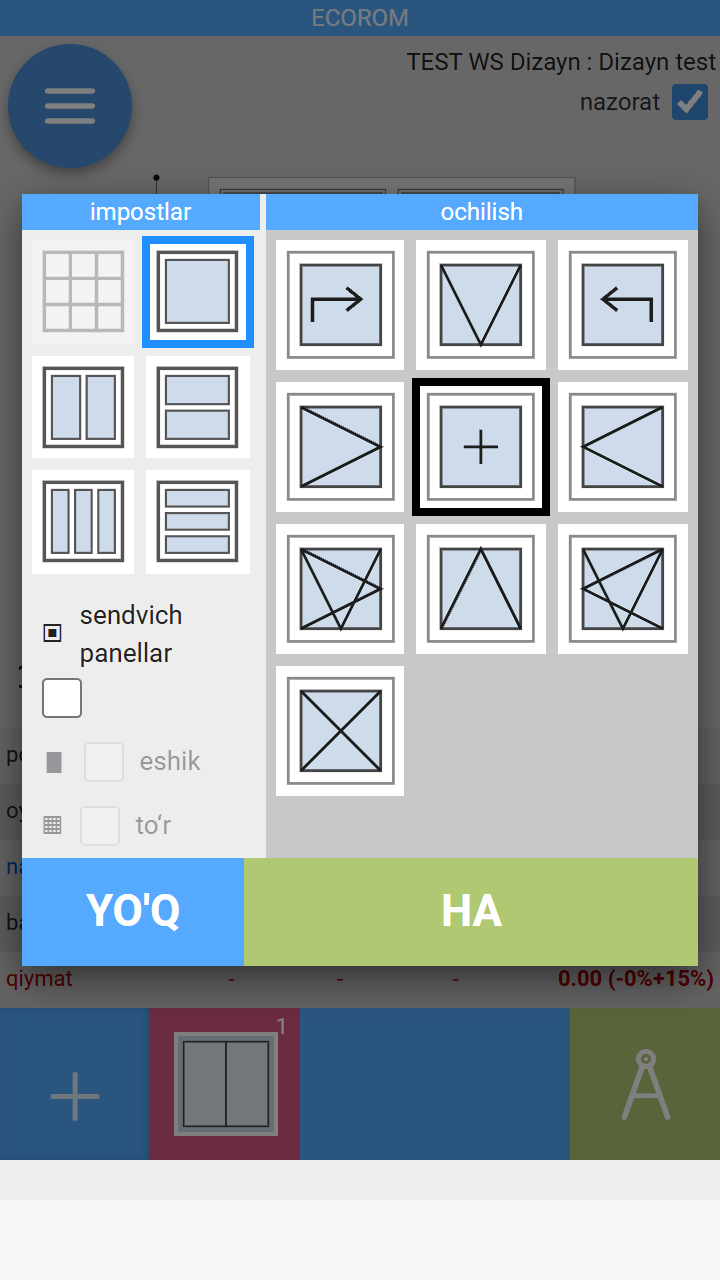 ECOROM
TEST WS Dizayn : Dizayn test
nazorat
impostlar
ochilish
sendvich
panellar
eshik
to‘r
YO'Q
HA
qiymat - - - 0.00 (-0%+15%)
1